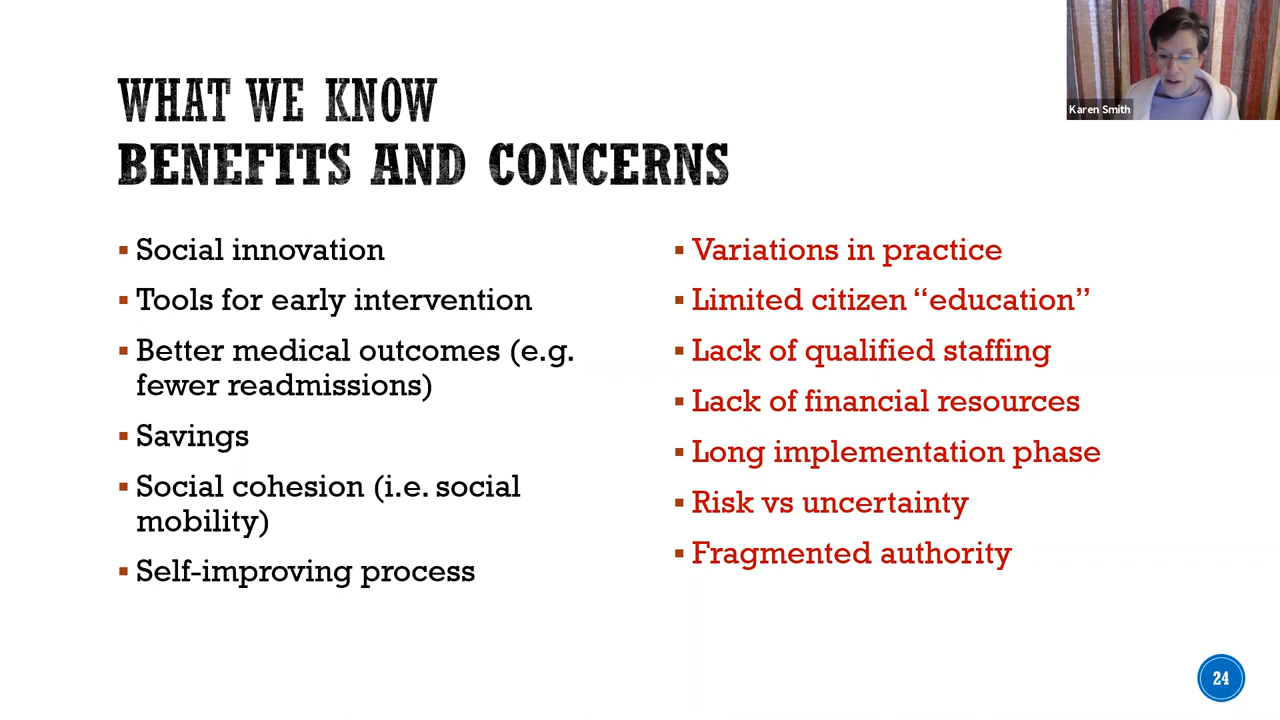 Karen Smith
WHAT WE KNOW
BENEFITS AND CONCERNS
Social innovation
Tools for early intervention
Better medical outcomes (e.g.
fewer readmissions)
Savings
Social cohesion (i.e. social
mobility)
Self-improving process
Variations in practice
Limited citizen “education”
Lack of qualified staffing
Lack of financial resources
Long implementation phase
Risk vs uncertainty
Fragmented authority
24